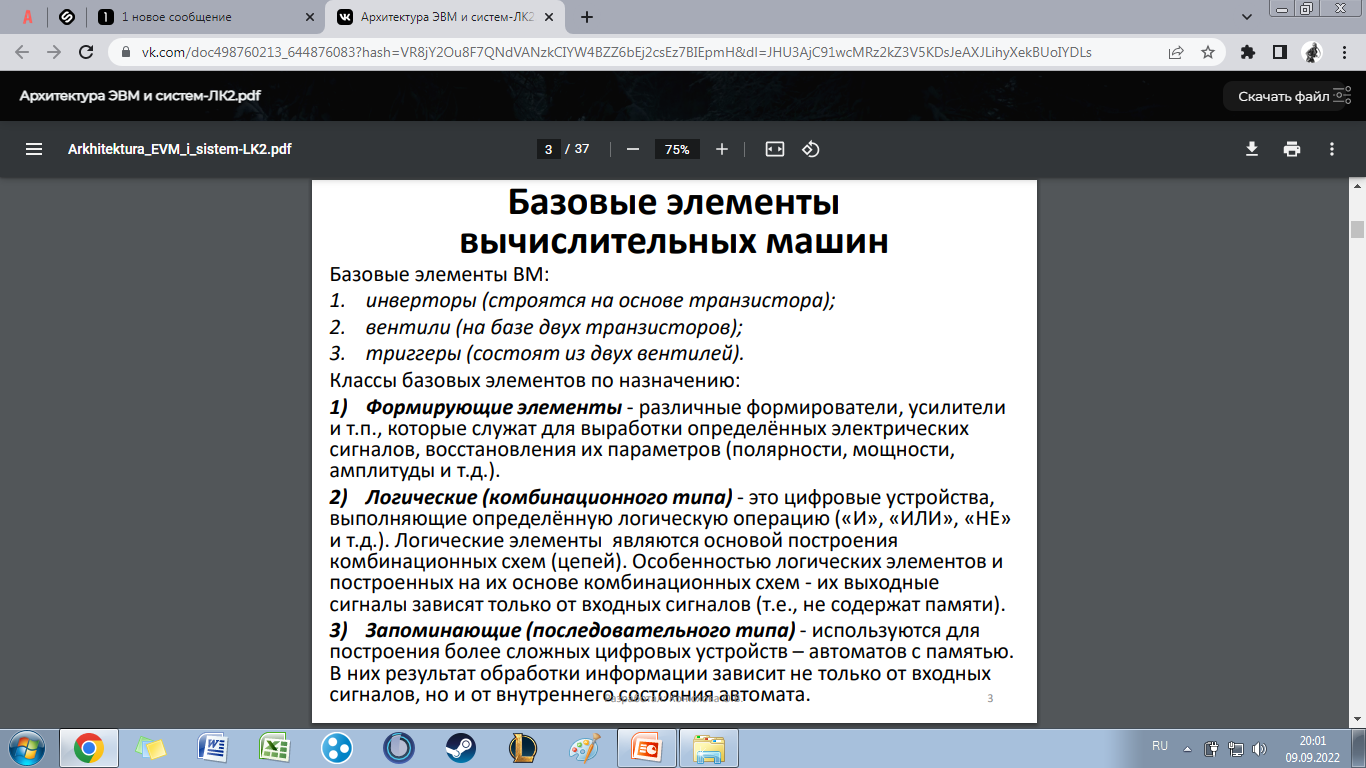 1 новое сообщение
Архитектура ЭВМ и систем-ЛК2
vk.com/doc498760213_644876083?hash=VR8jY2Ou8F7QNdVANzkCIYW4BZZ6bEj2csEz7BIEpmH&dl=JHU3AjC91wcMRz2kZ3V5KDsJeAXJLihyXekBUoIYDLs
Архитектура ЭВМ и систем-ЛК2.pdf
Скачать файл
Arkhitektura_EVM_i_sistem-LK2.pdf
3 / 37
75%
Базовые элементы
вычислительных машин
Базовые элементы ВМ:
1. инверторы (строятся на основе транзистора);
2. вентили (на базе двух транзисторов);
3. триггеры (состоят из двух вентилей).
Классы базовых элементов по назначению:
1) Формирующие элементы - различные формирователи, усилители
и т.п., которые служат для выработки определённых электрических
сигналов, восстановления их параметров (полярности, мощности,
амплитуды и т.д.).
2) Логические (комбинационного типа) - это цифровые устройства,
выполняющие определённую логическую операцию («И», «ИЛИ», «НЕ»
и т.д.). Логические элементы являются основой построения
комбинационных схем (цепей). Особенностью логических элементов и
построенных на их основе комбинационных схем - их выходные
сигналы зависят только от входных сигналов (т.е., не содержат памяти).
3) Запоминающие (последовательного типа) - используются для
построения более сложных цифровых устройств – автоматов с памятью.
В них результат обработки информации зависит не только от входных
сигналов, но и от внутреннего состояния автомата.
3
RU
20:01
09.09.2022